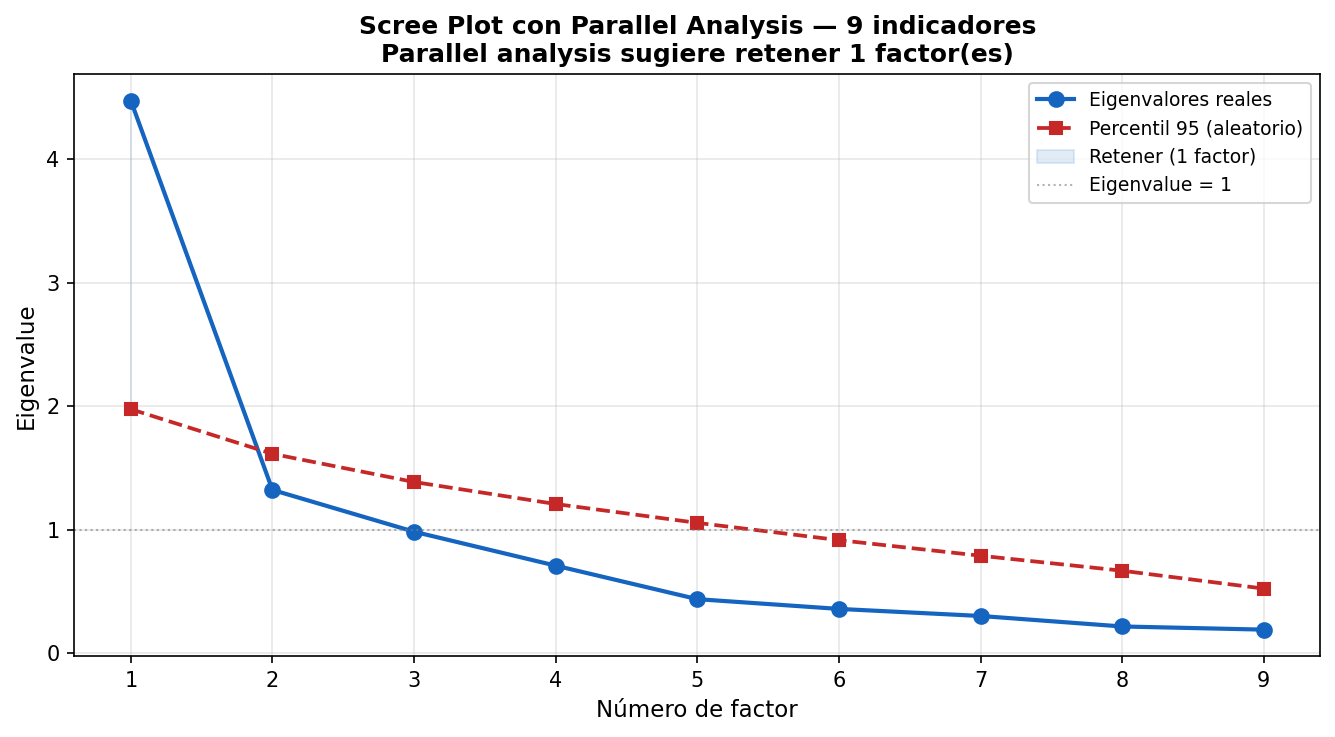 Scree Plot con Parallel Analysis — 9 indicadores
Parallel analysis sugiere retener 1 factor(es)
Eigenvalores reales
Percentil 95 (aleatorio)
Retener (1 factor)
Eigenvalue = 1
Eigenvalue
4
3
2
1
0
1 2 3 4 5 6 7 8 9
Número de factor